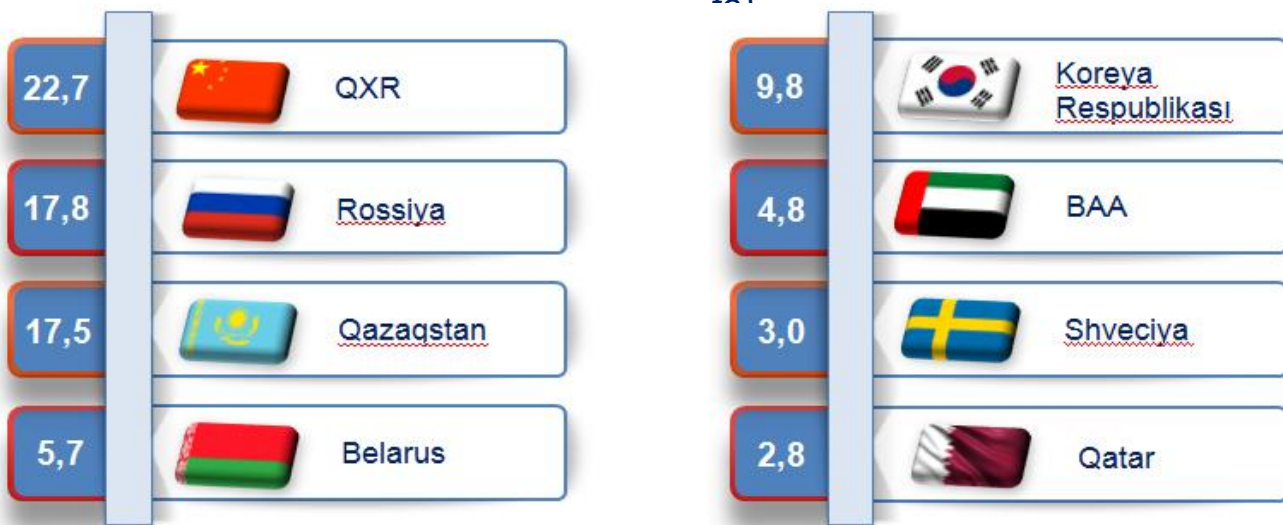 22,7
QXR
17,8
Rossiya
17,5
Qazaqstan
5,7
Belarus
9,8
Koreya
Respublikası
4,8
BAA
3,0
Shveciya
2,8
Qatar